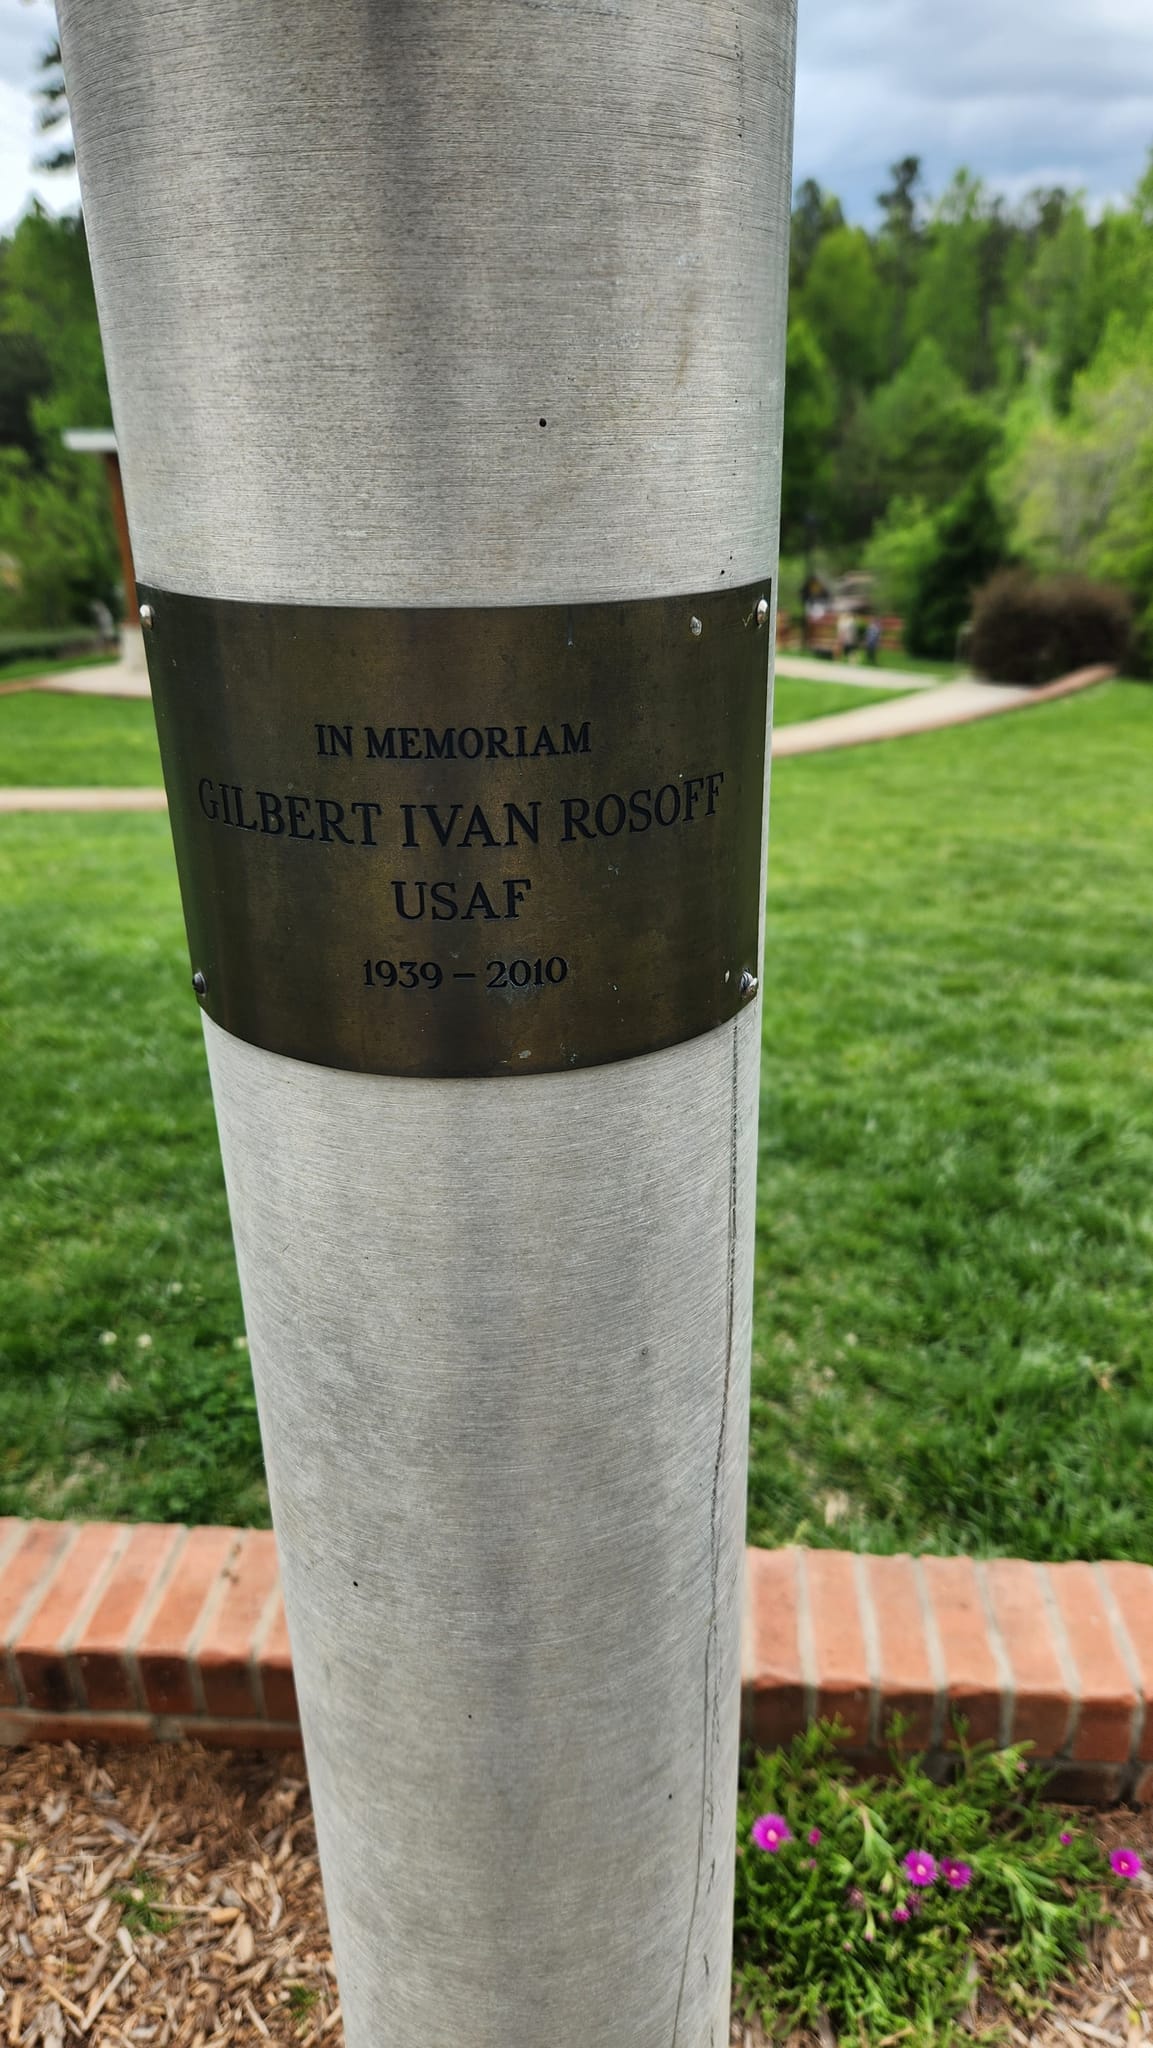 IN MEMORIAM
GILBERT IVAN ROSOFF
USAF
1939 – 2010